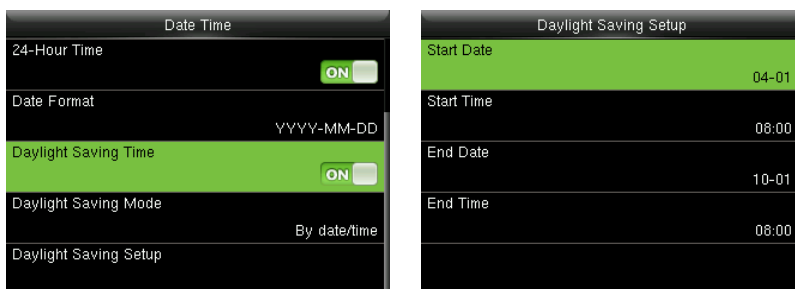 Date Time
24-Hour Time
ON
Date Format
YYYY-MM-DD
Daylight Saving Time
ON
Daylight Saving Mode
By date/time
Daylight Saving Setup
Daylight Saving Setup
Start Date
04-01
Start Time
08:00
End Date
10-01
End Time
08:00